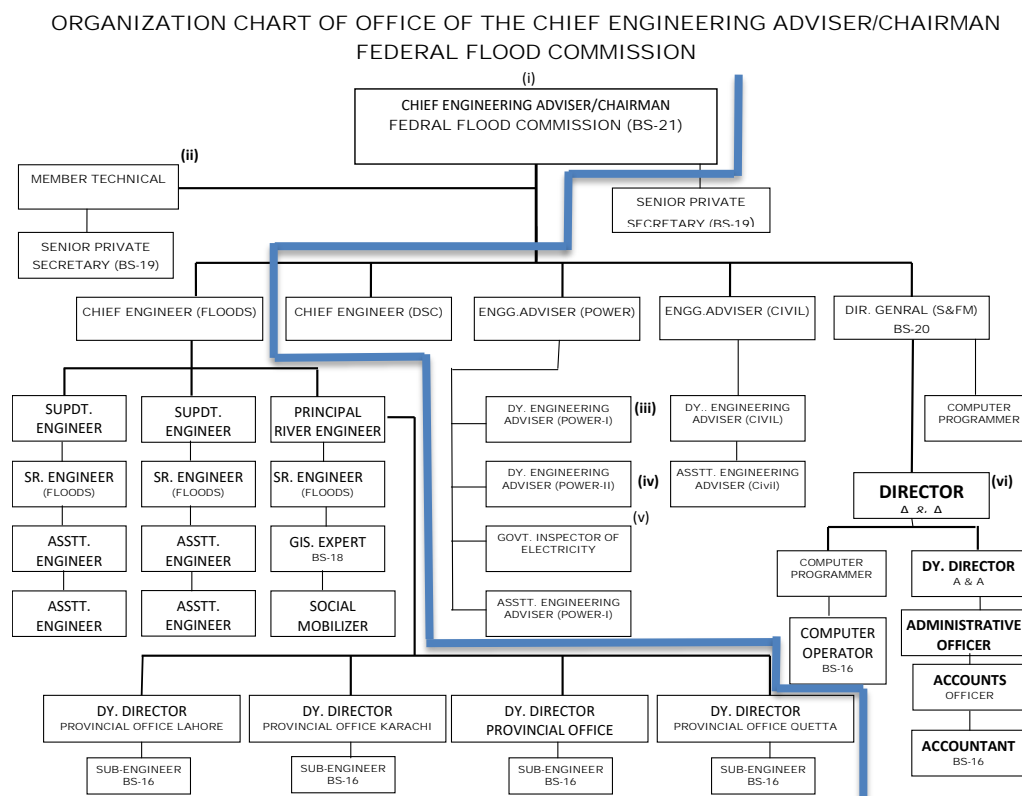 ORGANIZATION CHART OF OFFICE OF THE CHIEF ENGINEERING ADVISER/CHAIRMAN
FEDERAL FLOOD COMMISSION
(i)
CHIEF ENGINEERING ADVISER/CHAIRMAN
FEDRAL FLOOD COMMISSION (BS-21)
(ii)
MEMBER TECHNICAL
SENIOR PRIVATE
SECRETARY (BS-19)
SENIOR PRIVATE
SECRETARY (BS-19)
CHIEF ENGINEER (FLOODS)
CHIEF ENGINEER (DSC)
ENGG.ADVISER (POWER)
ENGG.ADVISER (CIVIL)
DIR. GENRAL (S&FM)
BS-20
SUPDT.
ENGINEER
SUPDT.
ENGINEER
PRINCIPAL
RIVER ENGINEER
DY. ENGINEERING
ADVISER (POWER-I)
(iii)
DY.. ENGINEERING
ADVISER (CIVIL)
COMPUTER
PROGRAMMER
SR. ENGINEER
(FLOODS)
SR. ENGINEER
(FLOODS)
SR. ENGINEER
(FLOODS)
DY. ENGINEERING
ADVISER (POWER-II)
(iv)
ASSTT. ENGINEERING
ADVISER (Civil)
DIRECTOR
(vi)
(v)
ASSTT.
ENGINEER
ASSTT.
ENGINEER
GIS. EXPERT
BS-18
GOVT. INSPECTOR OF
ELECTRICITY
COMPUTER
PROGRAMMER
DY. DIRECTOR
A & A
ASSTT.
ENGINEER
ASSTT.
ENGINEER
SOCIAL
MOBILIZER
ASSTT. ENGINEERING
ADVISER (POWER-I)
COMPUTER
OPERATOR
BS-16
ADMINISTRATIVE
OFFICER
ACCOUNTS
OFFICER
DY. DIRECTOR
PROVINCIAL OFFICE LAHORE
DY. DIRECTOR
PROVINCIAL OFFICE KARACHI
DY. DIRECTOR
PROVINCIAL OFFICE
DY. DIRECTOR
PROVINCIAL OFFICE QUETTA
ACCOUNTANT
BS-16
SUB-ENGINEER
BS-16
SUB-ENGINEER
BS-16
SUB-ENGINEER
BS-16
SUB-ENGINEER
BS-16